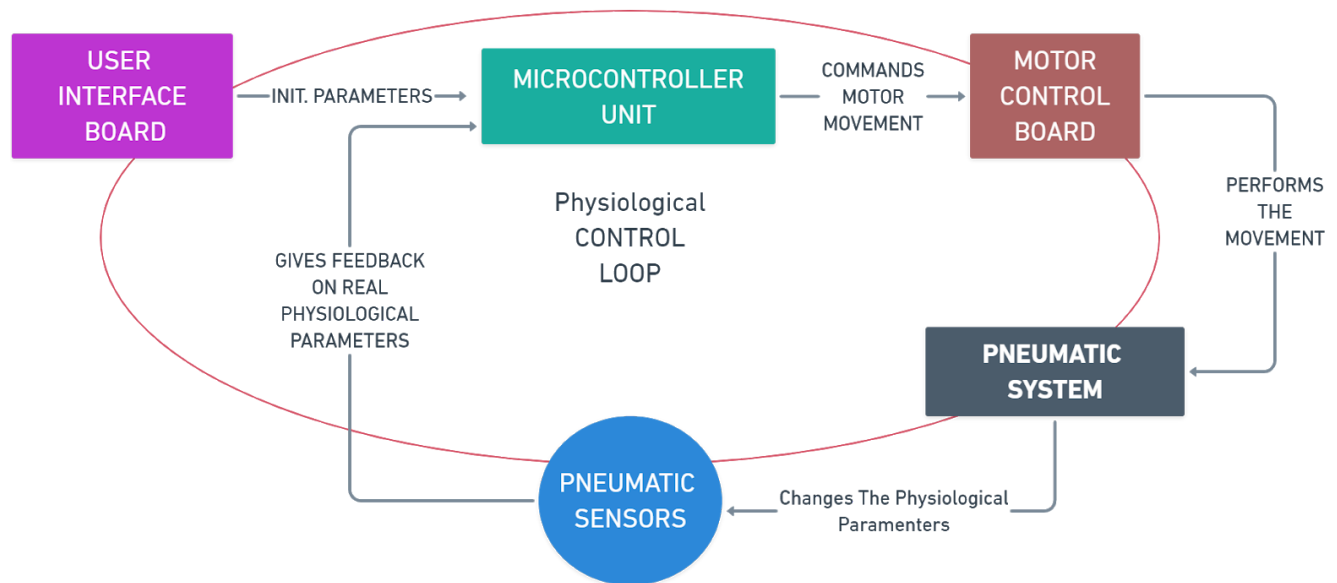 USER
INTERFACE
BOARD
INIT. PARAMETERS
MICROCONTROLLER
UNIT
COMMANDS
MOTOR
MOVEMENT
MOTOR
CONTROL
BOARD
PERFORMS
THE
MOVEMENT
Physiological
CONTROL
LOOP
GIVES FEEDBACK
ON REAL
PHYSIOLOGICAL
PARAMETERS
PNEUMATIC
SYSTEM
PNEUMATIC
SENSORS
Changes The Physiological
Paramenters